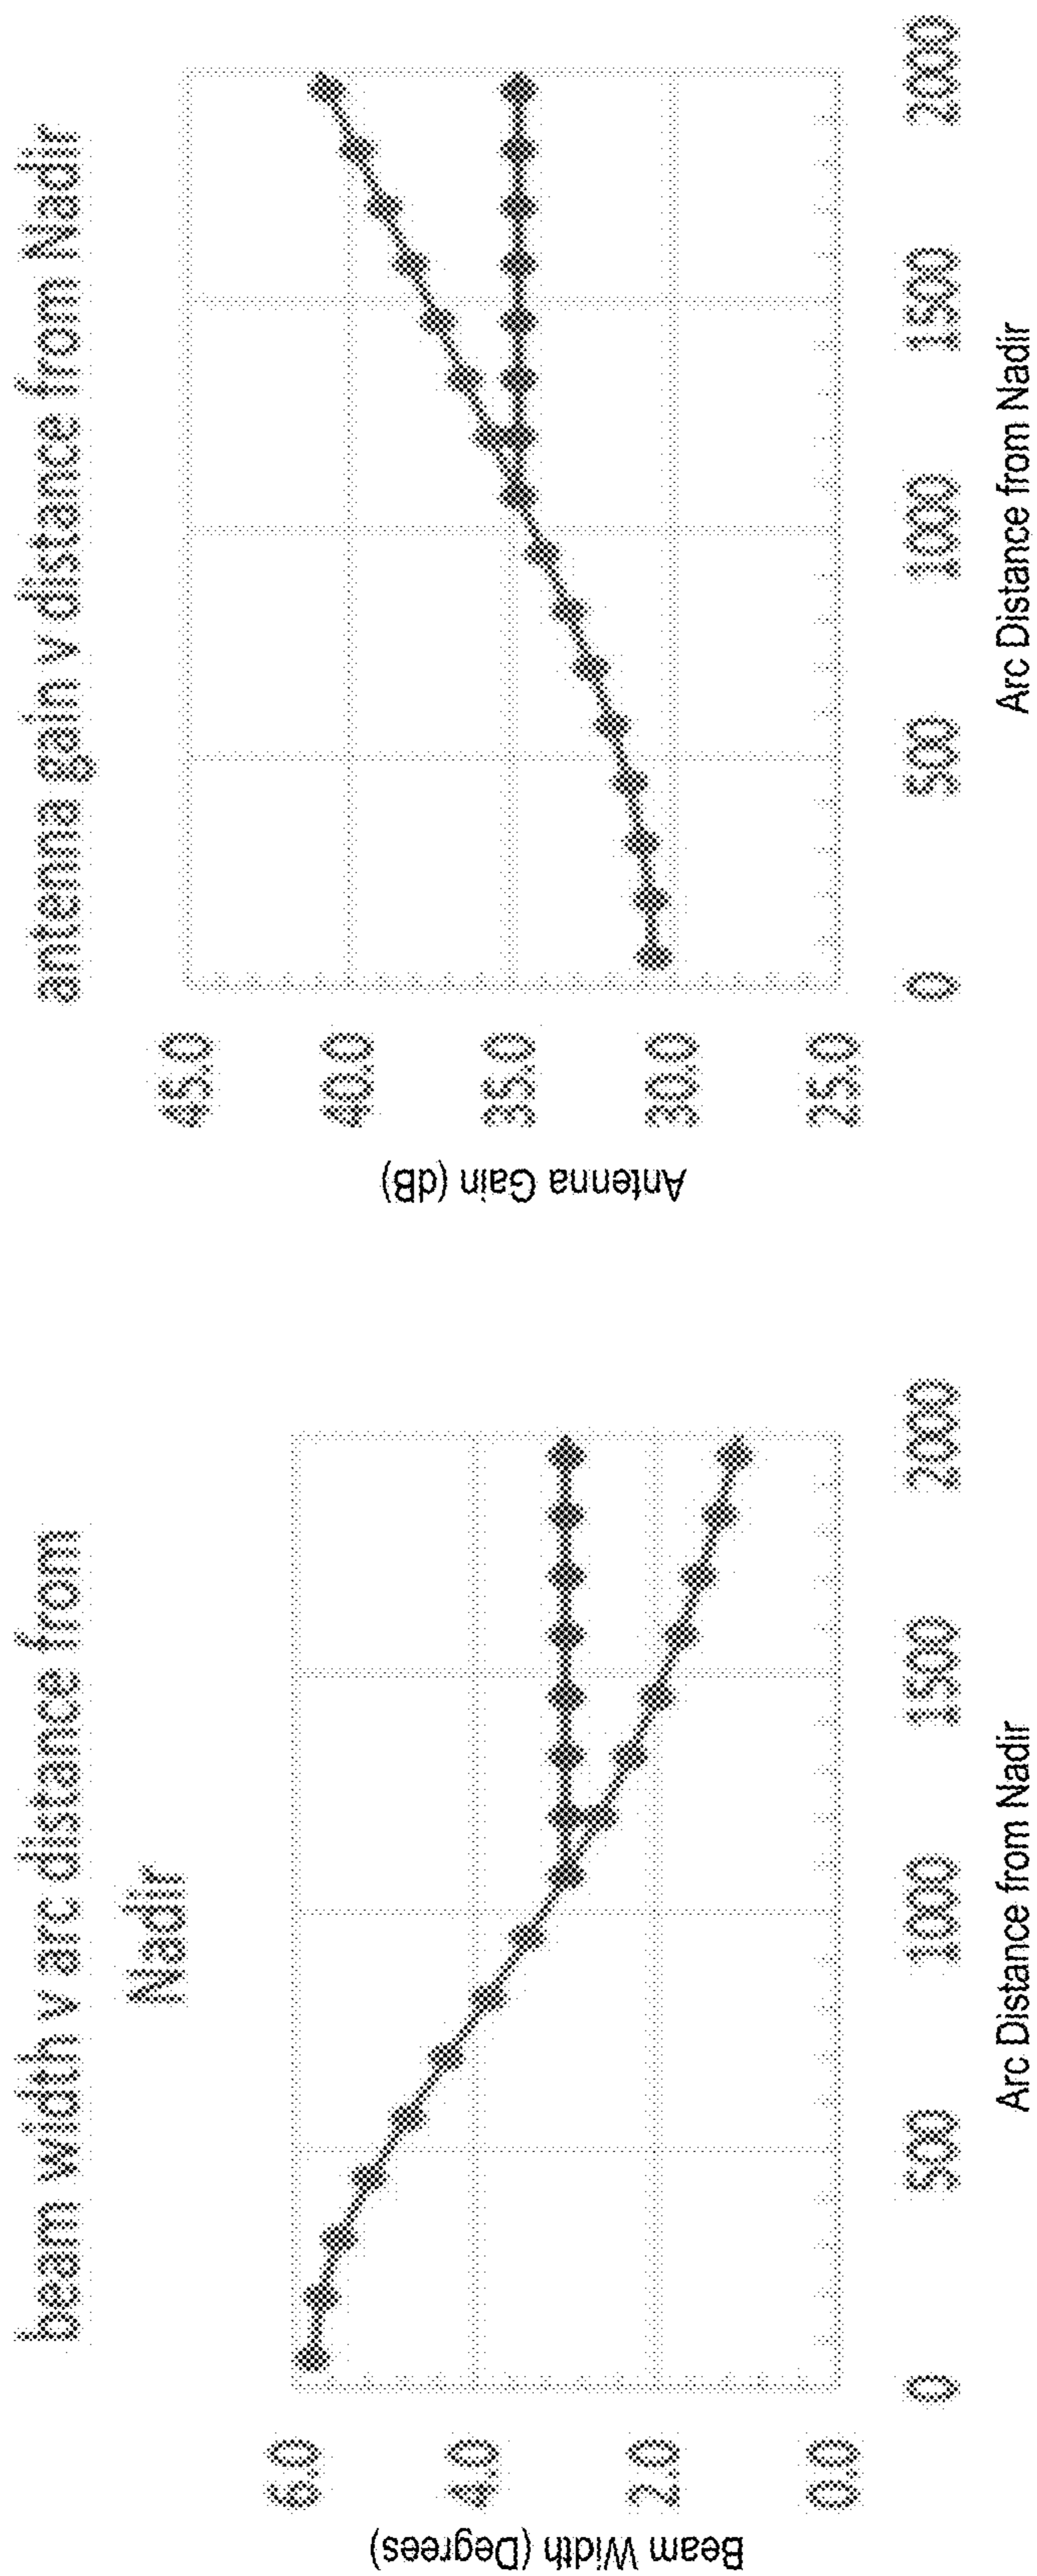 beam width v arc distance from
Nadir
Beam Width (Degrees)
6.0
4.0
2.0
0.0
0
500
1000
1500
2000
Arc Distance from Nadir
antenna gain v distance from Nadir
Antenna Gain (dB)
45.0
40.0
35.0
30.0
25.0
0
500
1000
1500
2000
Arc Distance from Nadir